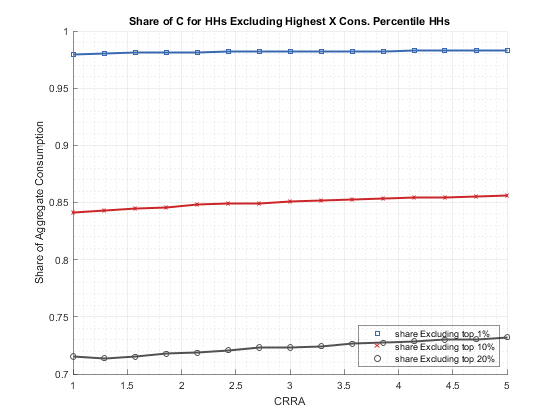 Share of C for HHs Excluding Highest X Cons. Percentile HHs
1
0.95
0.9
0.85
0.8
0.75
0.7
Share of Aggregate Consumption
share Excluding top 1%
share Excluding top 10%
share Excluding top 20%
1 1.5 2 2.5 3 3.5 4 4.5 5
CRRA